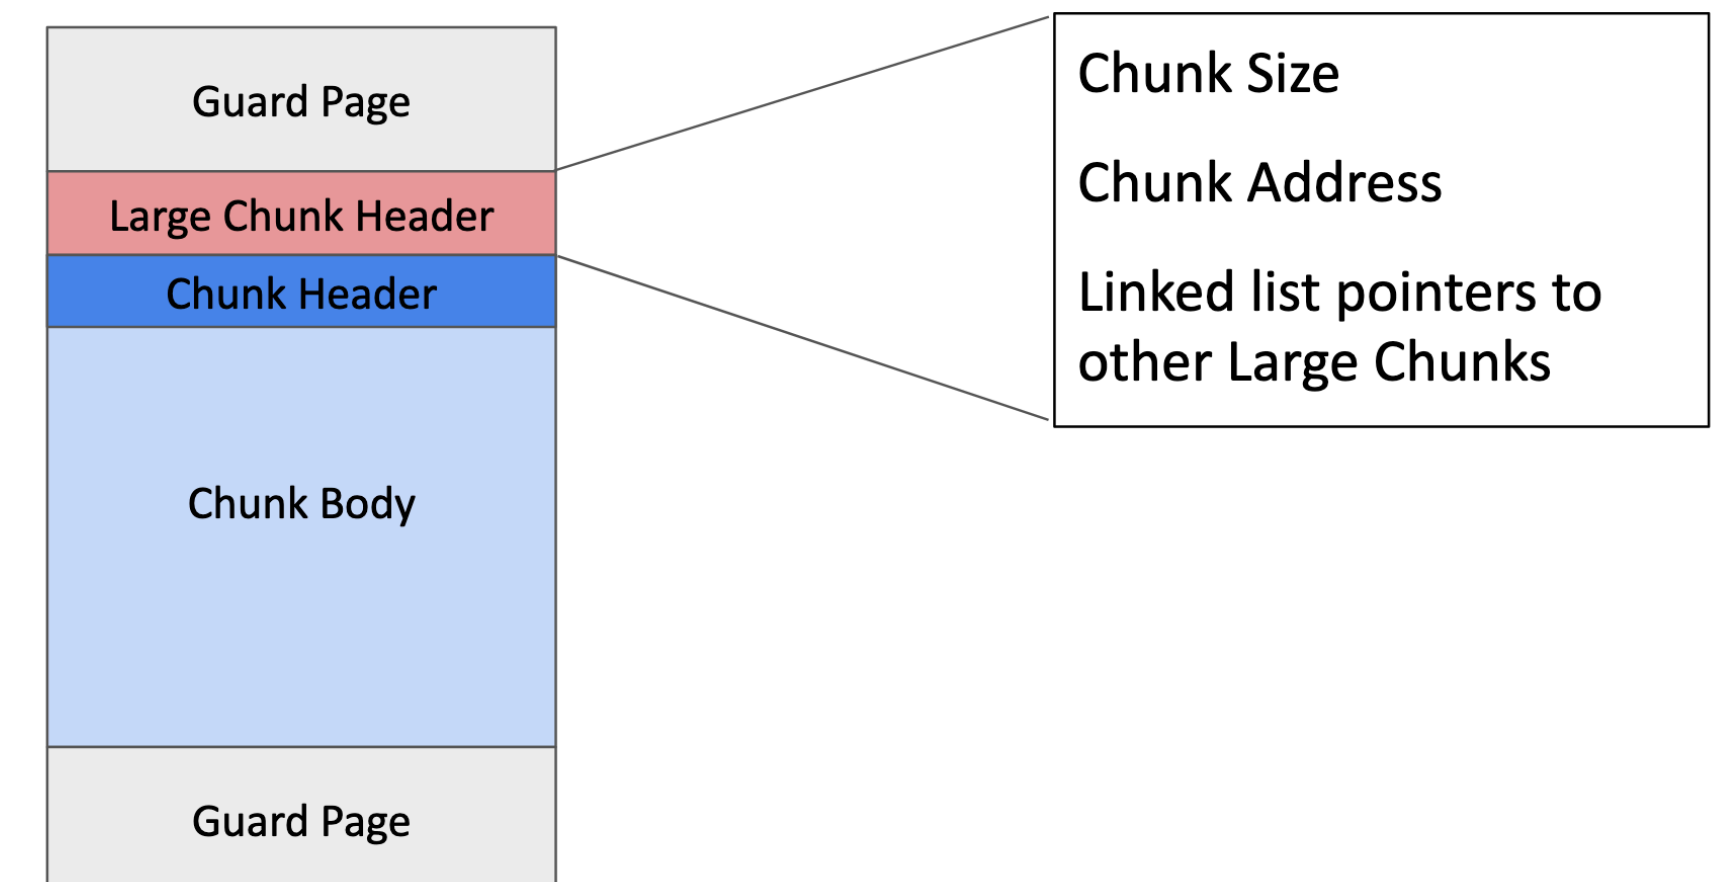 Guard Page
Large Chunk Header
Chunk Header
Chunk Body
Guard Page
Chunk Size
Chunk Address
Linked list pointers to
other Large Chunks